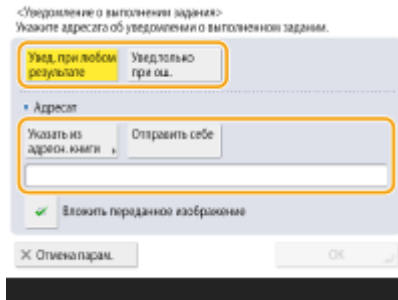 <Уведомление о выполнении задания>
Укажите адресата об уведомлении о выполненном задании.
Увед. при любом
результате
Увед.только
при ош.
Адресат
Указать из
адресн. книги
Отправить себе
Вложить переданное изображение
× Отмена парам.
OK